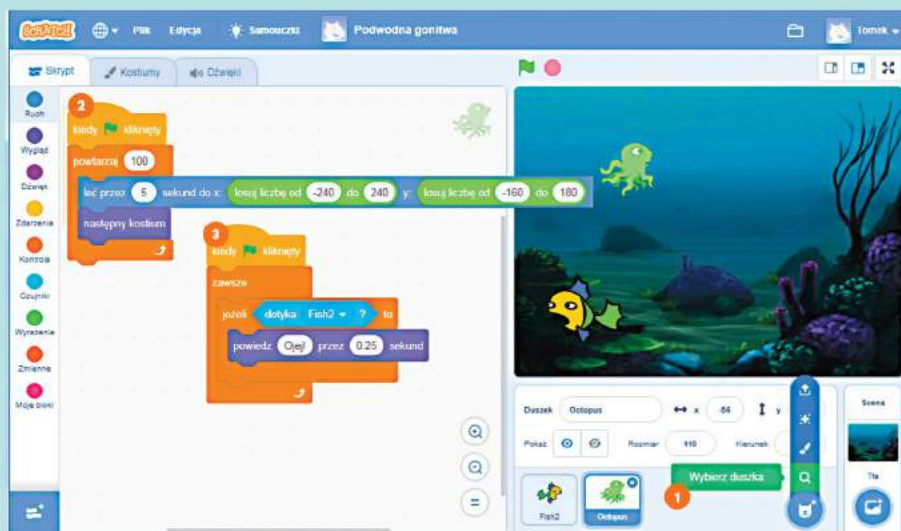 SCRATCH Plik Edycja Samouczki Podwodna gonitwa Tomek
Skrypt Kostiumy Dźwięki
Ruch
Wygląd
Dźwięk
Zdarzenia
Kontrola
Czujniki
Wyrażenia
Zmienne
Moje bloki
2
kiedy kliknięty
powtarzaj 100
leć przez 5 sekund do x: losuj liczbę od -240 do 240 y: losuj liczbę od -160 do 180
następny kostium
3
kiedy kliknięty
zawsze
jeżeli dotyka Fish2 ? to
powiedz Ojej! przez 0.25 sekund
Duszek Octopus x -56 y
Pokaż Rozmiar 110 Kierunek
Fish2
Octopus
1
Wybierz duszka
Scena
Tła